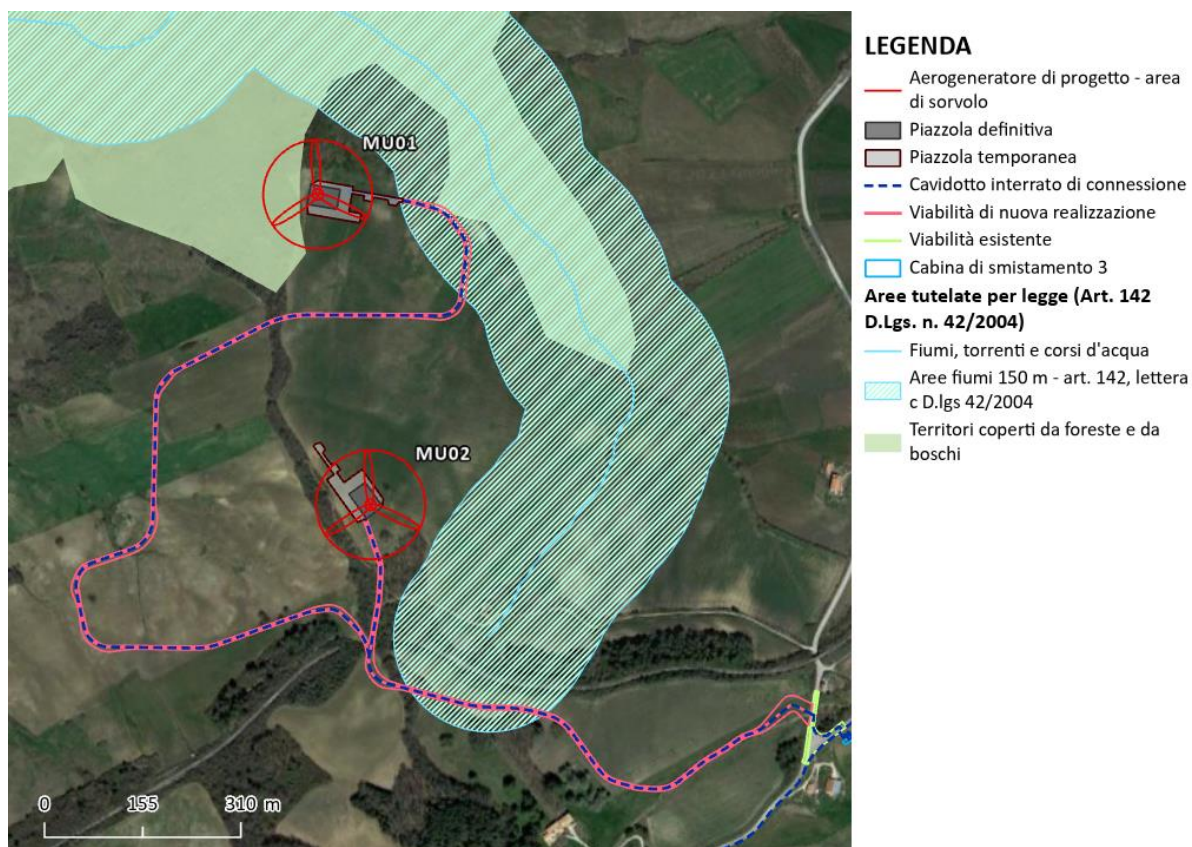 MU01
MU02
0 155 310 m
LEGENDA
Aerogeneratore di progetto - area
di sorvolo
Piazzola definitiva
Piazzola temporanea
Cavidotto interrato di connessione
Viabilità di nuova realizzazione
Viabilità esistente
Cabina di smistamento 3
Aree tutelate per legge (Art. 142
D.Lgs. n. 42/2004)
Fiumi, torrenti e corsi d'acqua
Aree fiumi 150 m - art. 142, lettera
c D.lgs 42/2004
Territori coperti da foreste e da
boschi